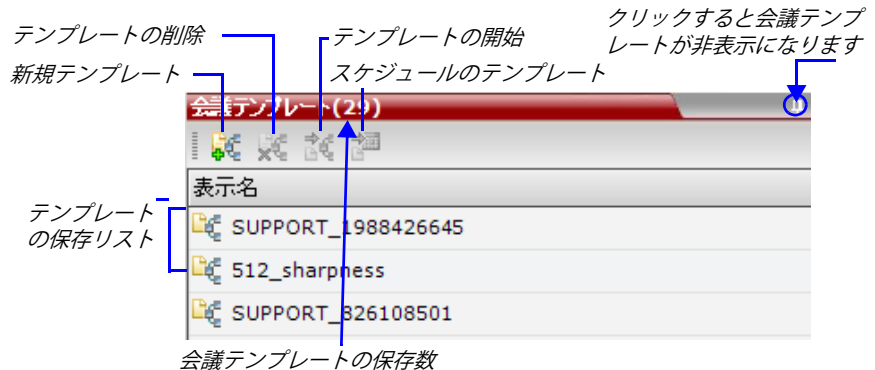 テンプレートの削除
テンプレートの開始
クリックすると会議テンプ
レートが非表示になります
新規テンプレート
スケジュールのテンプレート
会議テンプレート(29)
表示名
テンプレート
の保存リスト
SUPPORT_1988426645
512_sharpness
SUPPORT_326108501
会議テンプレートの保存数